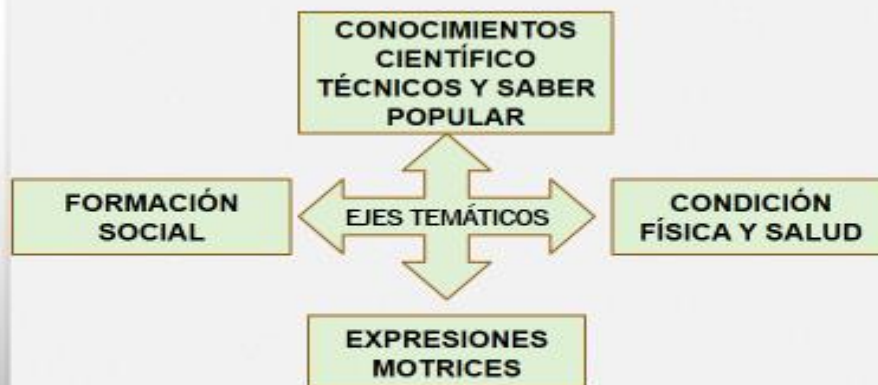 CONOCIMIENTOS
CIENTÍFICO
TÉCNICOS Y SABER
POPULAR
FORMACIÓN
SOCIAL
EJES TEMÁTICOS
CONDICIÓN
FÍSICA Y SALUD
EXPRESIONES
MOTRICES